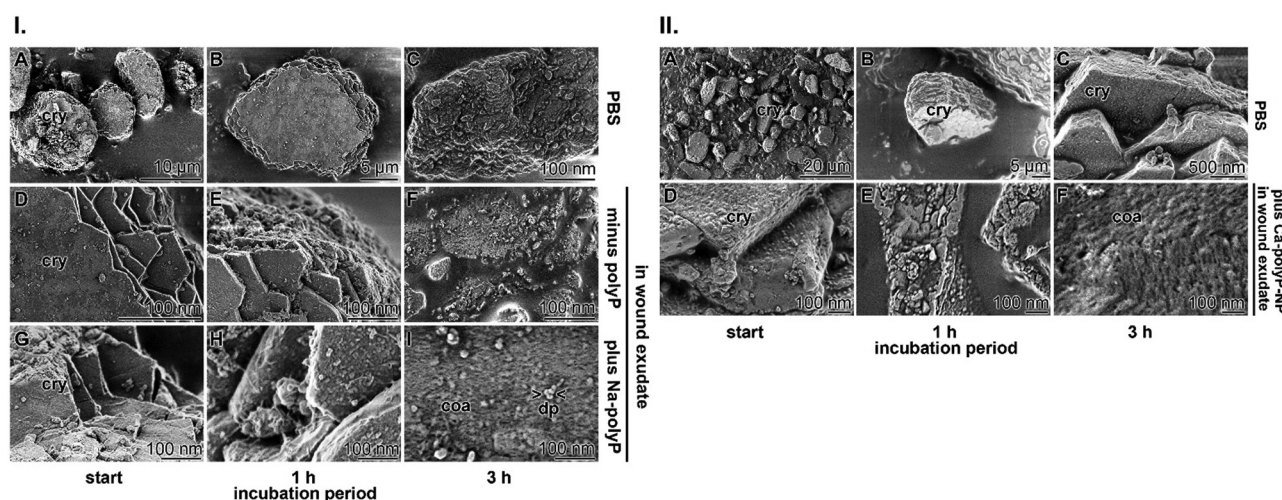 I.
A
cry
10 µm
B
5 µm
C
100 nm
PBS
D
cry
100 nm
E
100 nm
F
100 nm
minus polyP
G
cry
100 nm
H
100 nm
I
coa
> <
dp
100 nm
plus Na-polyP
in wound exudate
start
1 h
3 h
incubation period
II.
A
cry
20 µm
B
cry
5 µm
C
cry
500 nm
PBS
D
cry
100 nm
E
100 nm
F
coa
100 nm
plus Ca-polyP-NP
in wound exudate
start
1 h
3 h
incubation period